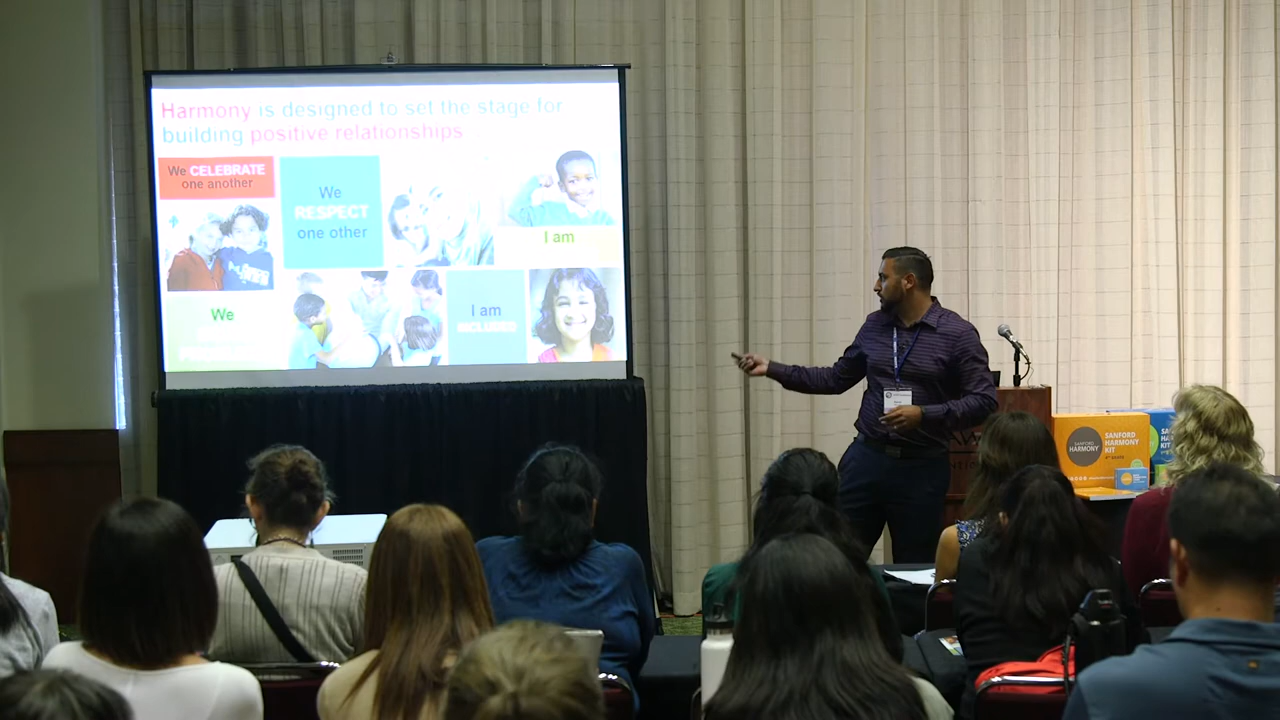 Harmony is designed to set the stage for
building positive relationships
We CELEBRATE
one another
We
RESPECT
one other
I am
We
I am
INCLUDED
SANFORD
HARMONY
SANFORD
HARMONY
KIT